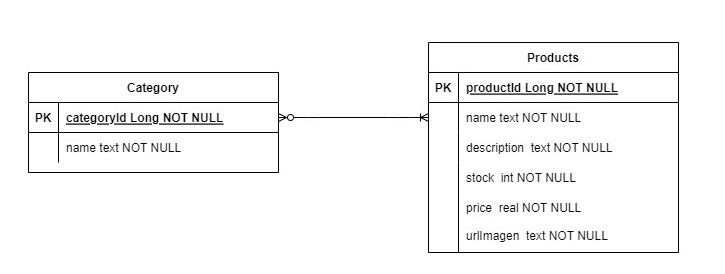 Category
PK categoryId Long NOT NULL
name text NOT NULL
Products
PK productId Long NOT NULL
name text NOT NULL
description text NOT NULL
stock int NOT NULL
price real NOT NULL
urlImagen text NOT NULL